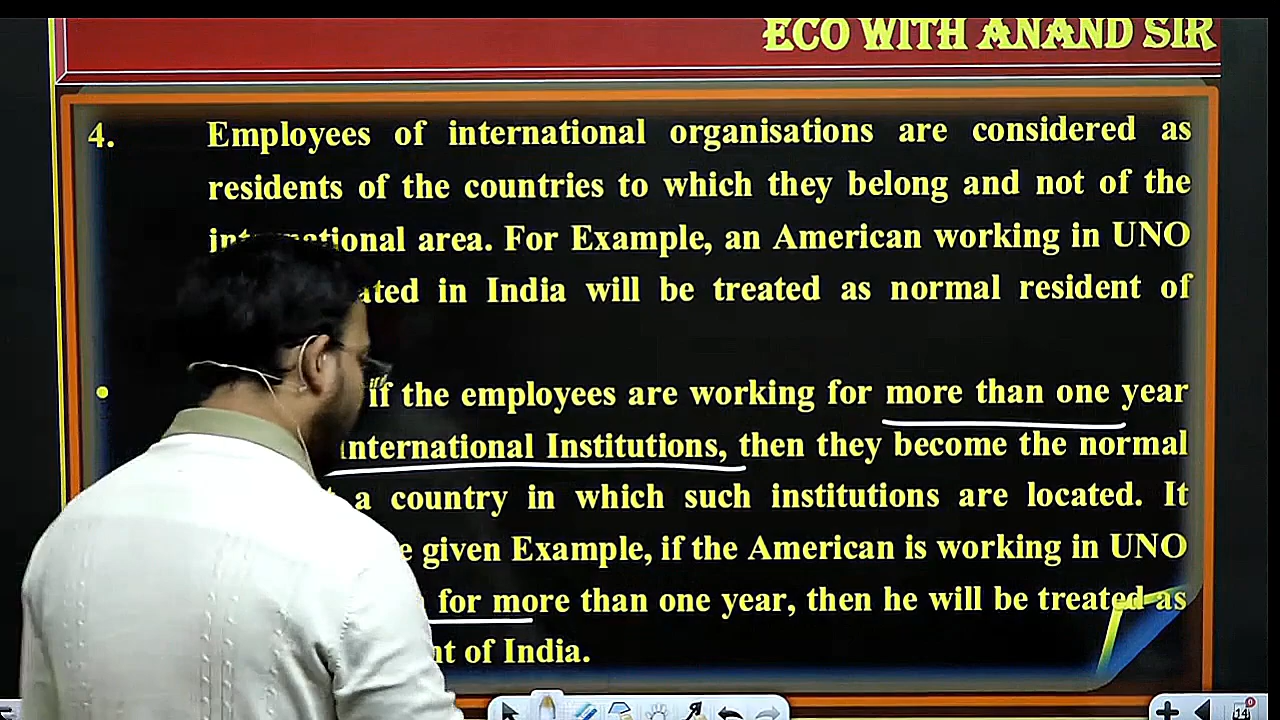 ECO WITH ANAND SIR
4. Employees of international organisations are considered as
residents of the countries to which they belong and not of the
international area. For Example, an American working in UNO
in India will be treated as normal resident of
• if the employees are working for more than one year
International Institutions, then they become the normal
a country in which such institutions are located. It
given Example, if the American is working in UNO
for more than one year, then he will be treated as
of India.
14